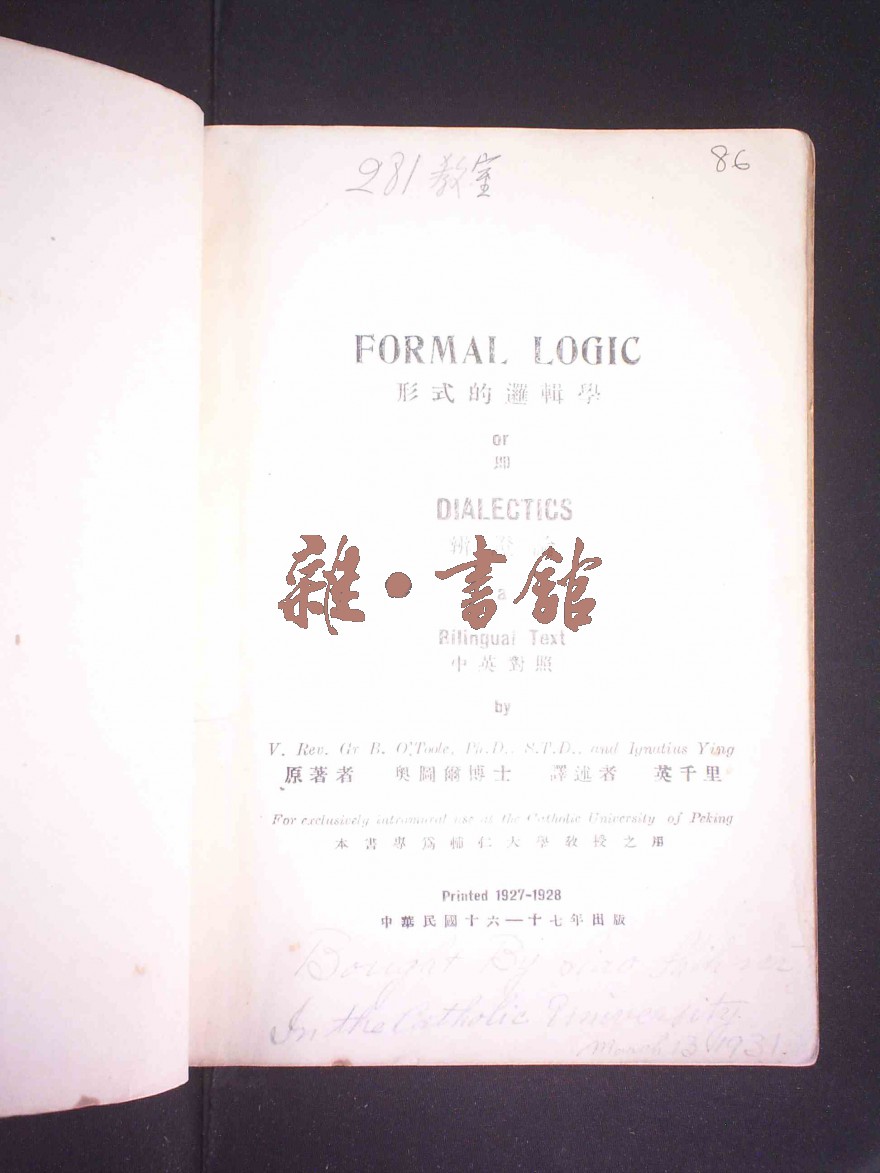 281 教室
86
FORMAL LOGIC
形式的邏輯學
or
即
DIALECTICS
雜·書館
a
Bilingual Text
中英對照
by
V. Rev. Gr B. O'Toole, Ph.D., S.T.D., and Ignatius Ying
原著者 奧圖爾博士 譯述者 英千里
For exclusively intramural use at the Catholic University of Peking
本書專爲輔仁大學教授之用
Printed 1927-1928
中華民國十六—十七年出版
Bought By
In the Catholic University.
March 13 1931.